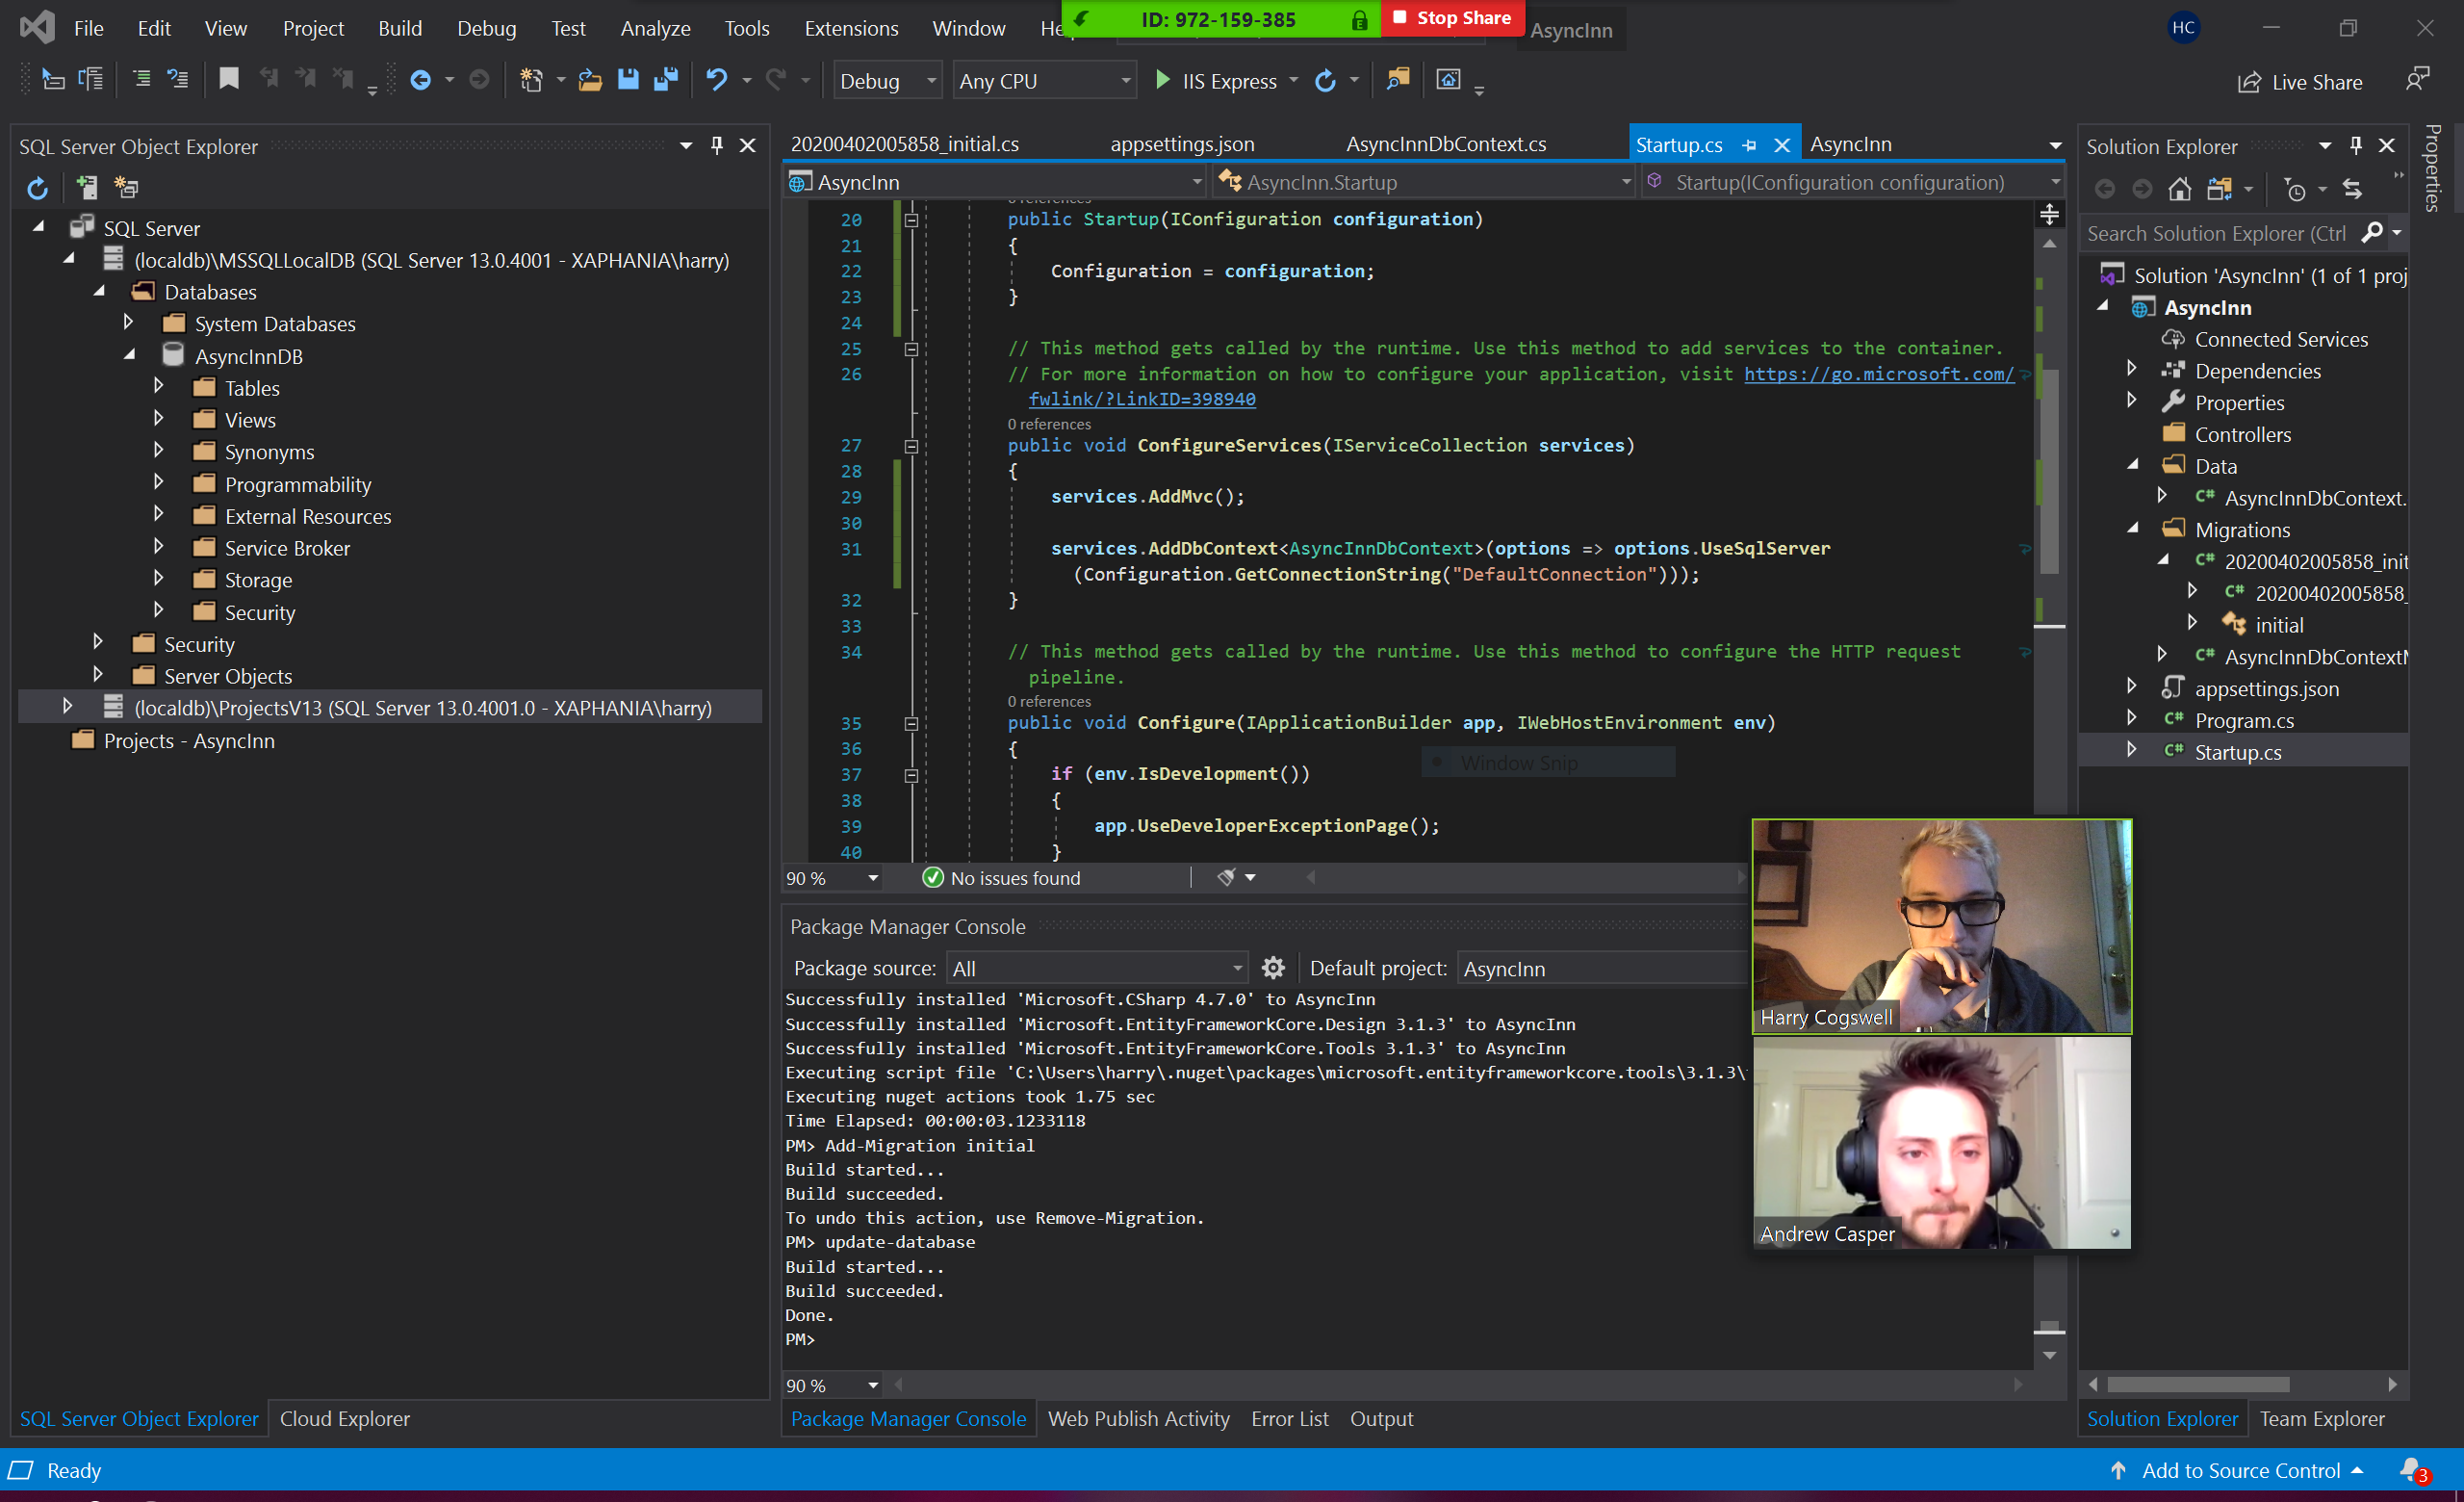 File Edit View Project Build Debug Test Analyze Tools Extensions Window He
ID: 972-159-385
Stop Share
AsyncInn
HC
Debug
Any CPU
IIS Express
Live Share
SQL Server Object Explorer
SQL Server
(localdb)\MSSQLLocalDB (SQL Server 13.0.4001 - XAPHANIA\harry)
Databases
System Databases
AsyncInnDB
Tables
Views
Synonyms
Programmability
External Resources
Service Broker
Storage
Security
Security
Server Objects
(localdb)\ProjectsV13 (SQL Server 13.0.4001.0 - XAPHANIA\harry)
Projects - AsyncInn
SQL Server Object Explorer
Cloud Explorer
20200402005858_initial.cs
appsettings.json
AsyncInnDbContext.cs
Startup.cs
AsyncInn
AsyncInn
AsyncInn.Startup
Startup(IConfiguration configuration)
0 references
20 public Startup(IConfiguration configuration)
21 {
22 Configuration = configuration;
23 }
24
25 // This method gets called by the runtime. Use this method to add services to the container.
26 // For more information on how to configure your application, visit https://go.microsoft.com/
fwlink/?LinkID=398940
0 references
27 public void ConfigureServices(IServiceCollection services)
28 {
29 services.AddMvc();
30
31 services.AddDbContext<AsyncInnDbContext>(options => options.UseSqlServer
(Configuration.GetConnectionString("DefaultConnection")));
32 }
33
34 // This method gets called by the runtime. Use this method to configure the HTTP request
pipeline.
0 references
35 public void Configure(IApplicationBuilder app, IWebHostEnvironment env)
36 {
37 if (env.IsDevelopment())
38 {
39 app.UseDeveloperExceptionPage();
40 }
Window Snip
90 %
No issues found
Package Manager Console
Package source: All
Default project: AsyncInn
Successfully installed 'Microsoft.CSharp 4.7.0' to AsyncInn
Successfully installed 'Microsoft.EntityFrameworkCore.Design 3.1.3' to AsyncInn
Successfully installed 'Microsoft.EntityFrameworkCore.Tools 3.1.3' to AsyncInn
Executing script file 'C:\Users\harry\.nuget\packages\microsoft.entityframeworkcore.tools\3.1.3\
Executing nuget actions took 1.75 sec
Time Elapsed: 00:00:03.1233118
PM> Add-Migration initial
Build started...
Build succeeded.
To undo this action, use Remove-Migration.
PM> update-database
Build started...
Build succeeded.
Done.
PM>
90 %
Package Manager Console
Web Publish Activity
Error List
Output
Harry Cogswell
Andrew Casper
Solution Explorer
Search Solution Explorer (Ctrl
Solution 'AsyncInn' (1 of 1 proj
AsyncInn
Connected Services
Dependencies
Properties
Controllers
Data
C# AsyncInnDbContext.
Migrations
C# 20200402005858_init
C# 20200402005858_
initial
C# AsyncInnDbContextM
appsettings.json
C# Program.cs
C# Startup.cs
Solution Explorer
Team Explorer
Properties
Ready
Add to Source Control
3